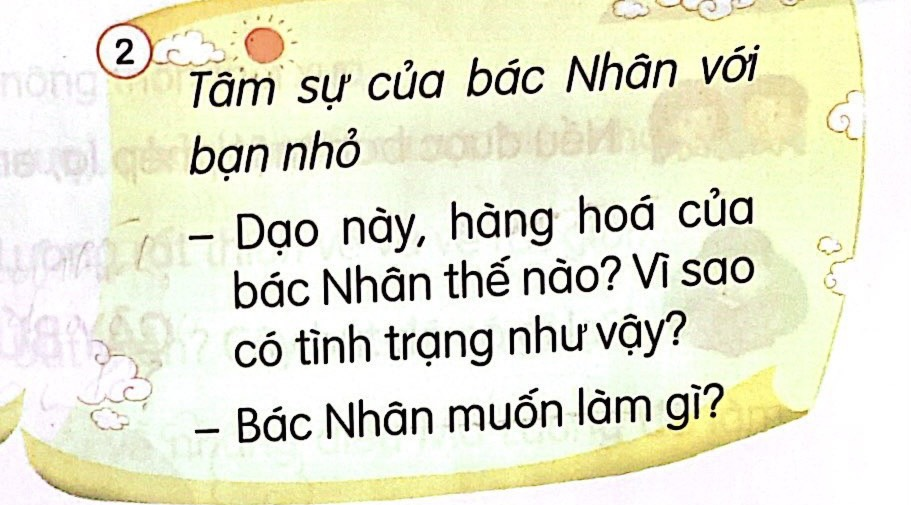 2
Tâm sự của bác Nhân với
bạn nhỏ
– Dạo này, hàng hoá của
bác Nhân thế nào? Vì sao
có tình trạng như vậy?
– Bác Nhân muốn làm gì?